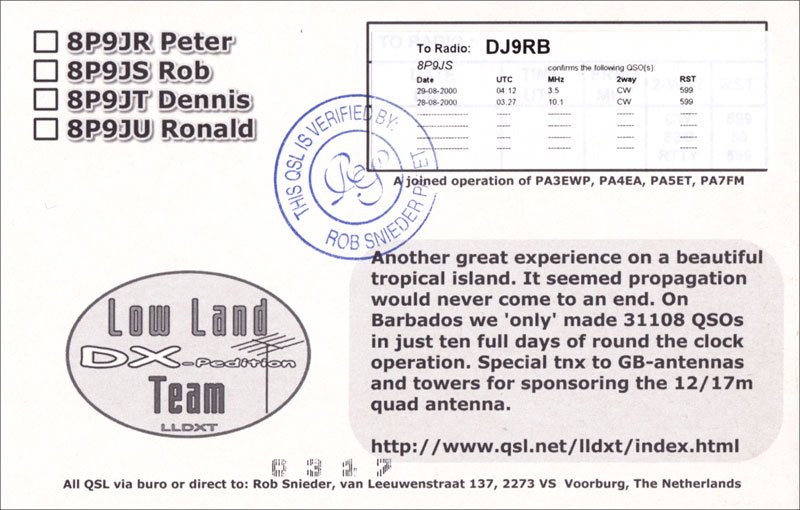 8P9JR Peter
8P9JS Rob
8P9JT Dennis
8P9JU Ronald
To Radio: DJ9RB
8P9JS confirms the following QSO(s):
Date UTC MHz 2way RST
29-08-2000 04.12 3.5 CW 599
28-08-2000 03.27 10.1 CW 599
THIS QSL IS VERIFIED BY:
ROB SNIEDER PA5ET
A joined operation of PA3EWP, PA4EA, PA5ET, PA7FM
Another great experience on a beautiful
tropical island. It seemed propagation
would never come to an end. On
Barbados we 'only' made 31108 QSOs
in just ten full days of round the clock
operation. Special tnx to GB-antennas
and towers for sponsoring the 12/17m
quad antenna.
http://www.qsl.net/lldxt/index.html
Low Land
DX-Pedition
Team
LLDXT
0317
All QSL via buro or direct to: Rob Snieder, van Leeuwenstraat 137, 2273 VS Voorburg, The Netherlands